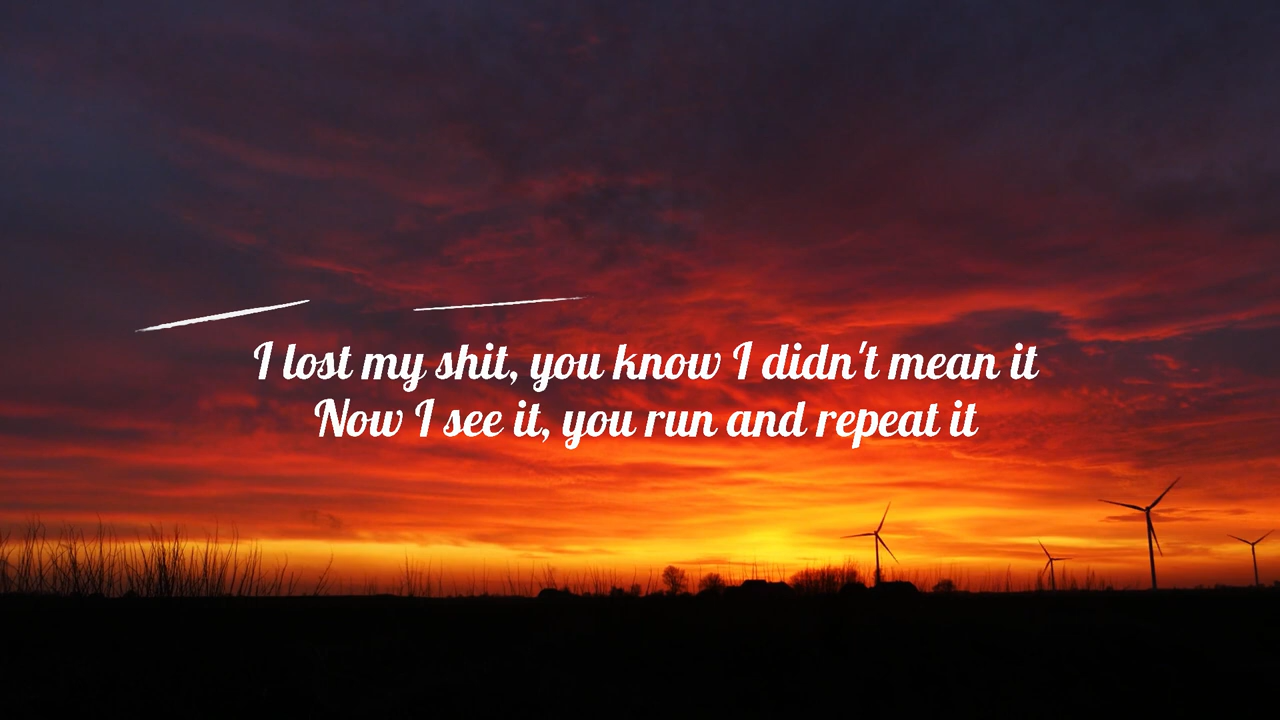 I lost my shit, you know I didn't mean it
Now I see it, you run and repeat it